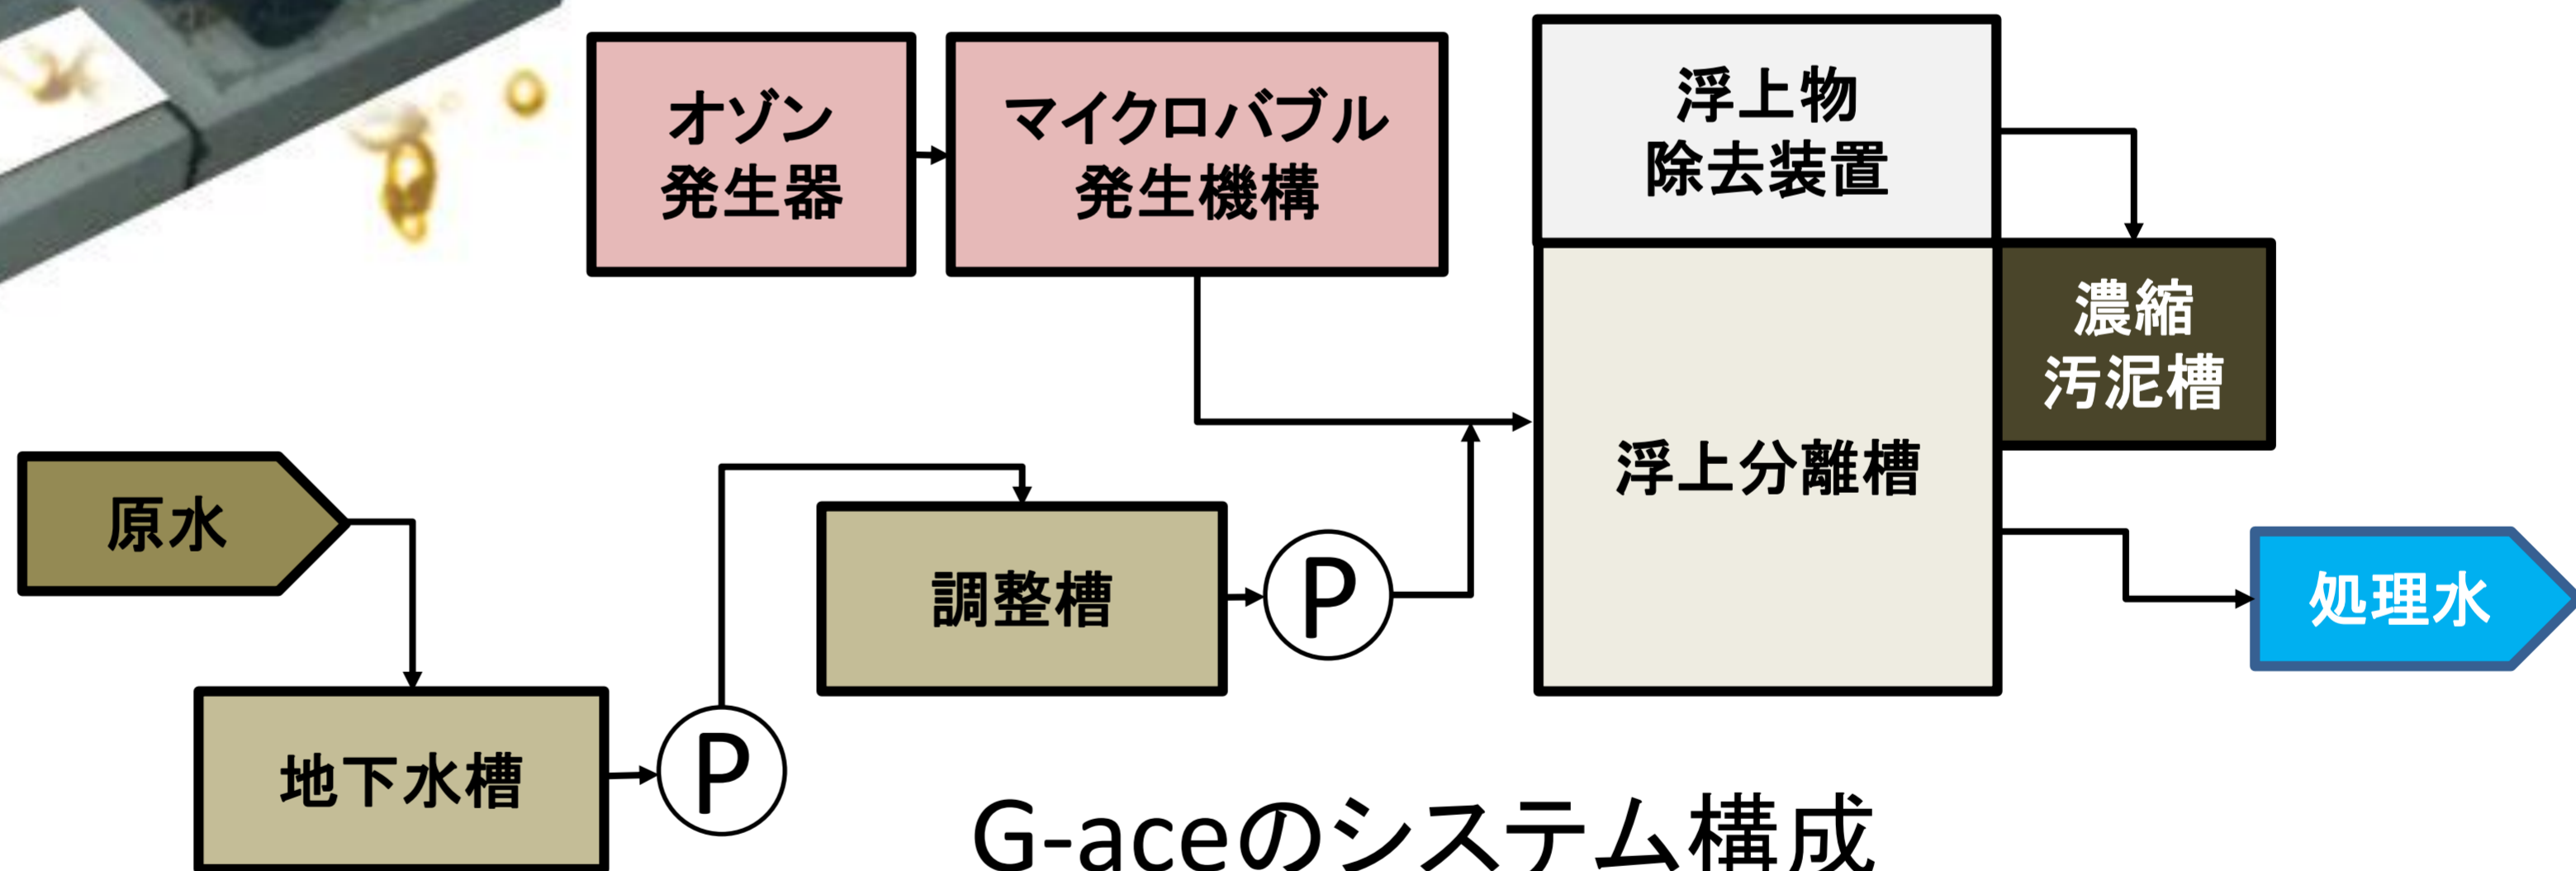 オゾン
発生器
マイクロバブル
発生機構
浮上物
除去装置
濃縮
汚泥槽
浮上分離槽
原水
調整槽
P
処理水
地下水槽
P
G-aceのシステム構成